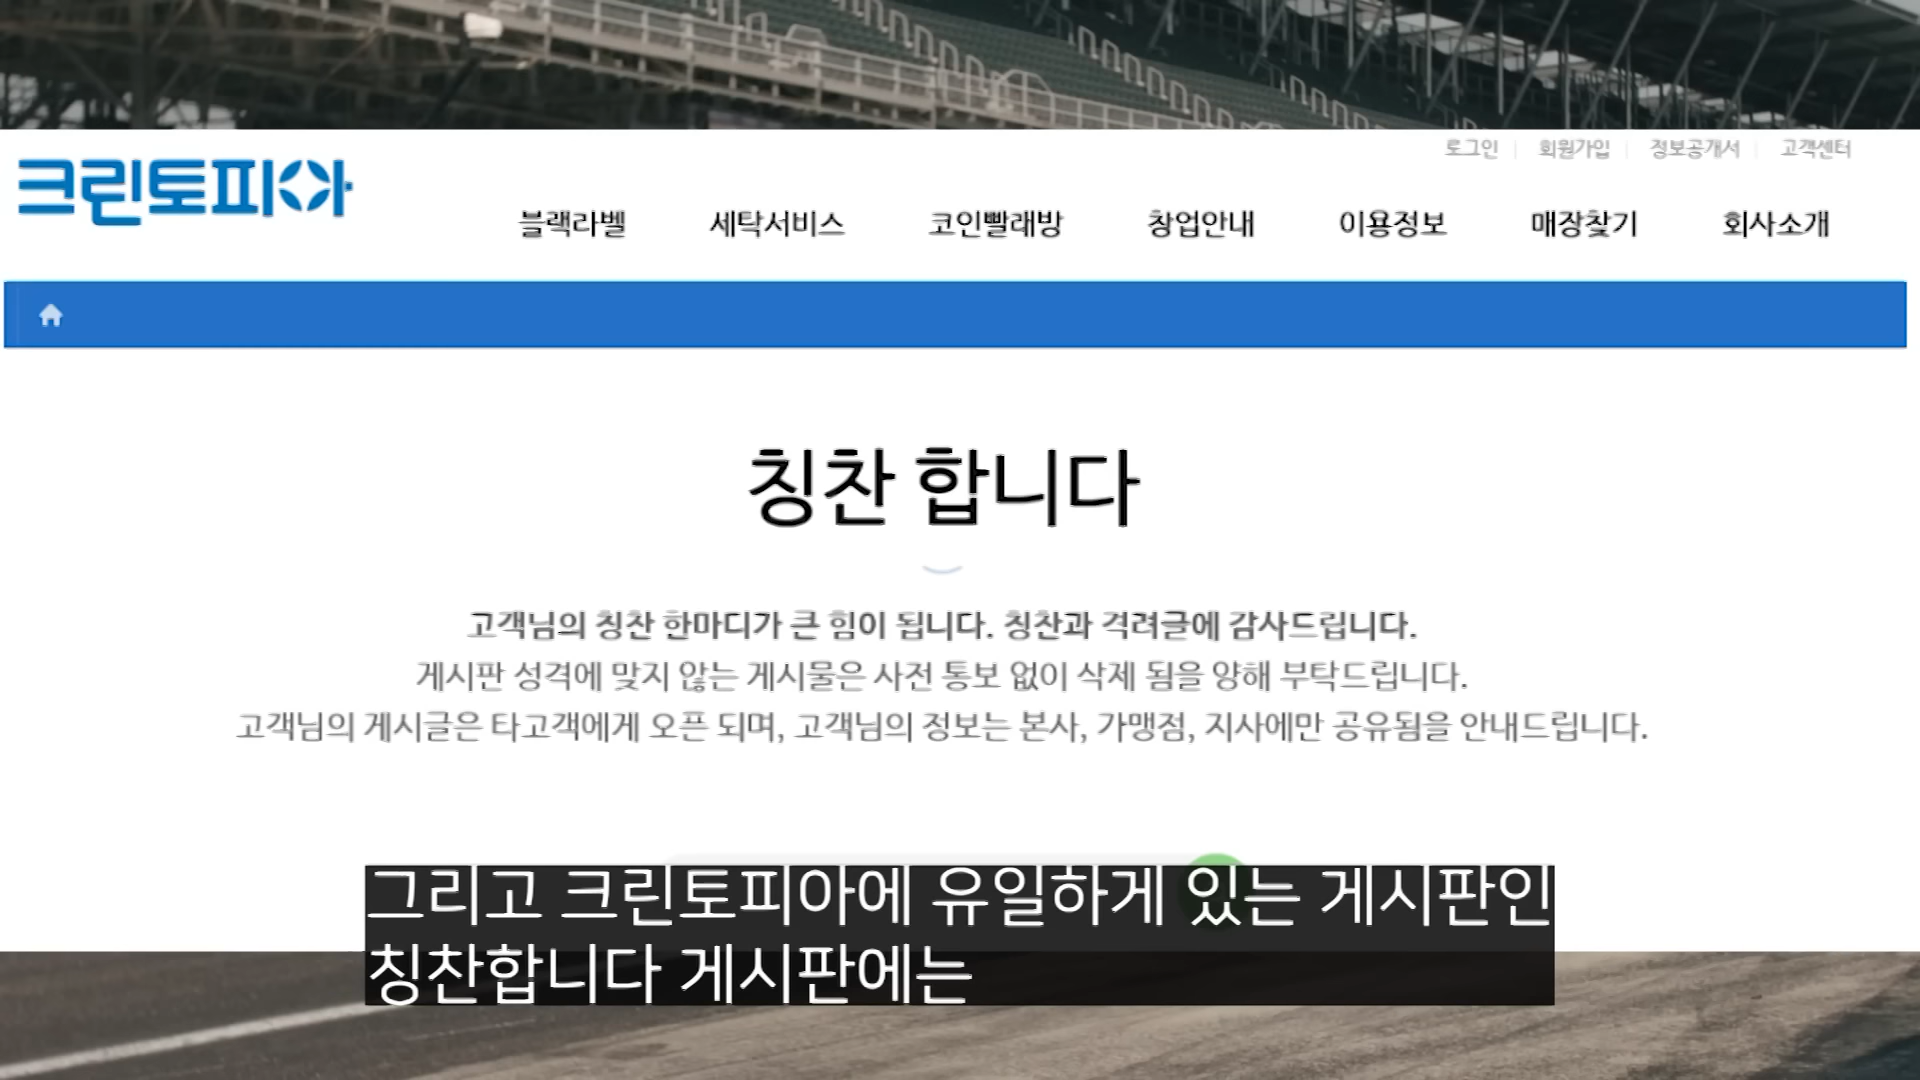 로그인 회원가입 정보공개서 고객센터
크린토피아
블랙라벨 세탁서비스 코인빨래방 창업안내 이용정보 매장찾기 회사소개
칭찬 합니다
고객님의 칭찬 한마디가 큰 힘이 됩니다. 칭찬과 격려글에 감사드립니다.
게시판 성격에 맞지 않는 게시물은 사전 통보 없이 삭제 됨을 양해 부탁드립니다.
고객님의 게시글은 타고객에게 오픈 되며, 고객님의 정보는 본사, 가맹점, 지사에만 공유됨을 안내드립니다.
그리고 크린토피아에 유일하게 있는 게시판인
칭찬합니다 게시판에는